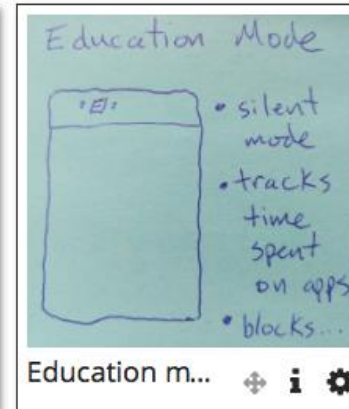 Education Mode
• silent
mode
• tracks
time
spent
on apps
• blocks...
Education m...